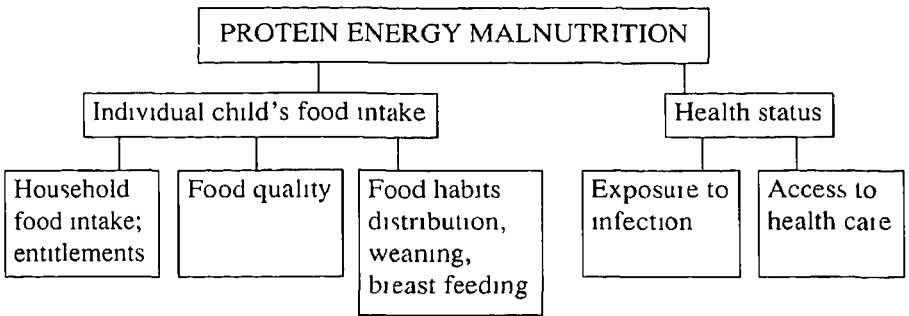 PROTEIN ENERGY MALNUTRITION
Individual child's food intake
Health status
Household
food intake;
entitlements
Food quality
Food habits
distribution,
weaning,
breast feeding
Exposure to
infection
Access to
health care